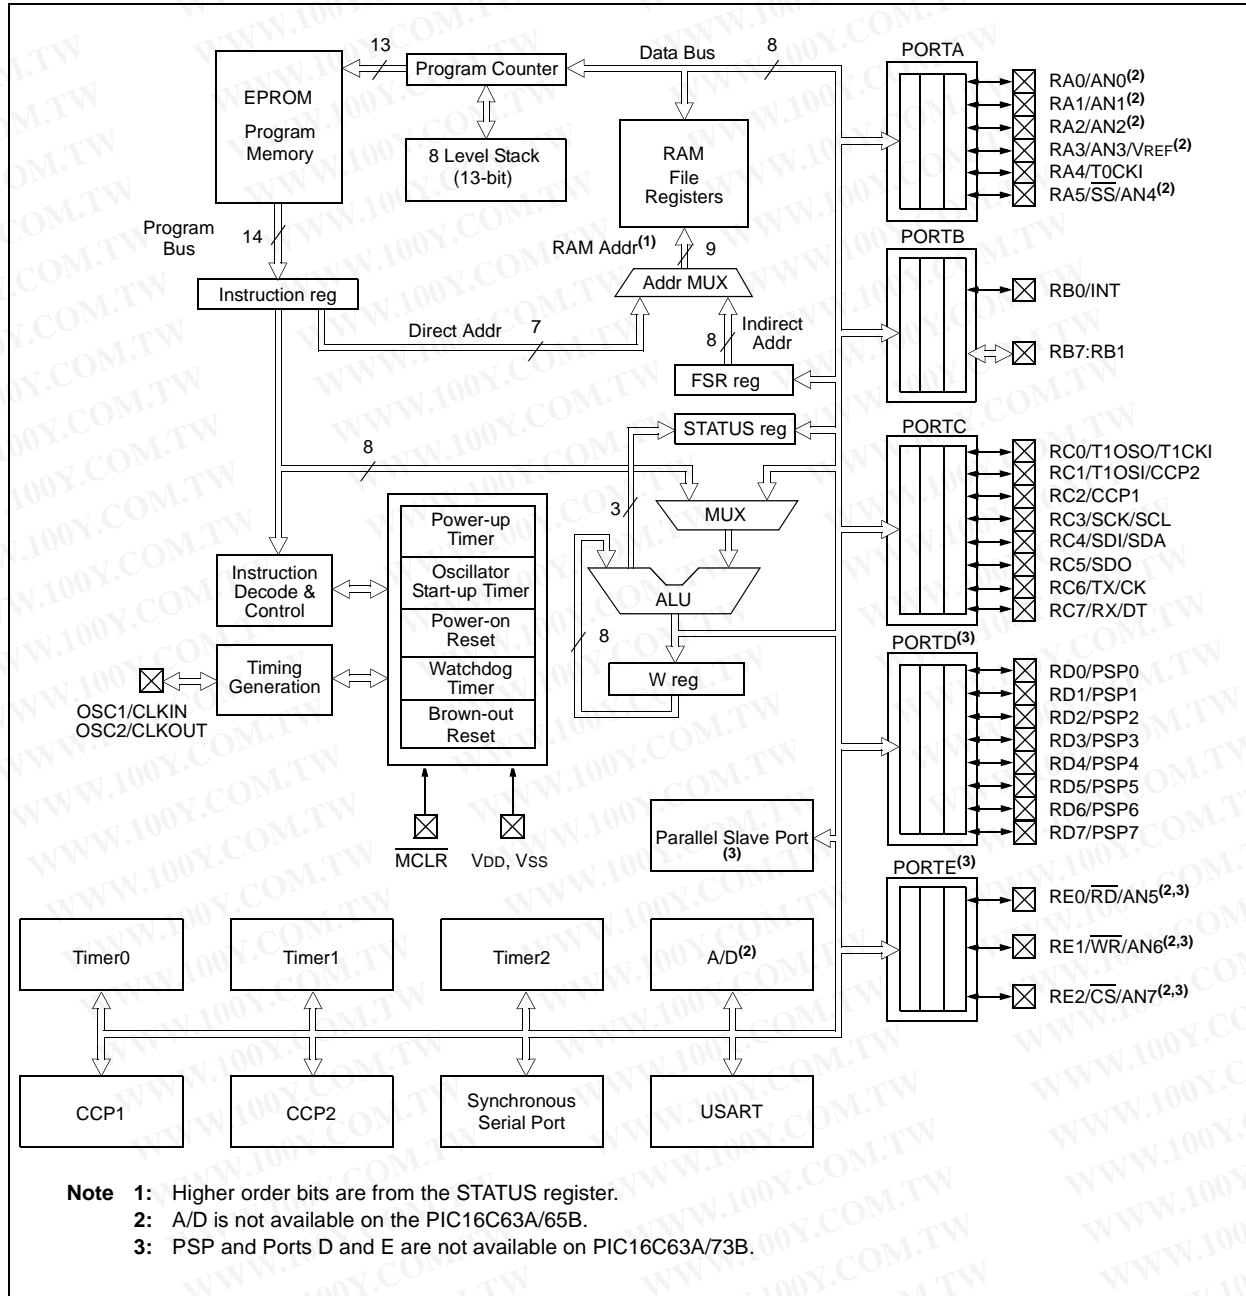 13
Data Bus
8
PORTA
EPROM
Program
Memory
Program Counter
8 Level Stack
(13-bit)
RAM
File
Registers
RA0/AN0(2)
RA1/AN1(2)
RA2/AN2(2)
RA3/AN3/VREF(2)
RA4/T0CKI
RA5/SS/AN4(2)
Program
Bus
14
RAM Addr(1)
9
PORTB
Instruction reg
Addr MUX
RB0/INT
Direct Addr
7
8
Indirect
Addr
RB7:RB1
FSR reg
STATUS reg
PORTC
8
RC0/T1OSO/T1CKI
RC1/T1OSI/CCP2
RC2/CCP1
RC3/SCK/SCL
RC4/SDI/SDA
RC5/SDO
RC6/TX/CK
RC7/RX/DT
3
MUX
Power-up
Timer
Oscillator
Start-up Timer
Power-on
Reset
Watchdog
Timer
Brown-out
Reset
Instruction
Decode &
Control
ALU
8
W reg
Timing
Generation
OSC1/CLKIN
OSC2/CLKOUT
PORTD(3)
RD0/PSP0
RD1/PSP1
RD2/PSP2
RD3/PSP3
RD4/PSP4
RD5/PSP5
RD6/PSP6
RD7/PSP7
MCLR
VDD, VSS
Parallel Slave Port
(3)
PORTE(3)
RE0/RD/AN5(2,3)
RE1/WR/AN6(2,3)
RE2/CS/AN7(2,3)
Timer0
Timer1
Timer2
A/D(2)
CCP1
CCP2
Synchronous
Serial Port
USART
Note 1: Higher order bits are from the STATUS register.
2: A/D is not available on the PIC16C63A/65B.
3: PSP and Ports D and E are not available on PIC16C63A/73B.
WWW.100Y.COM.TW